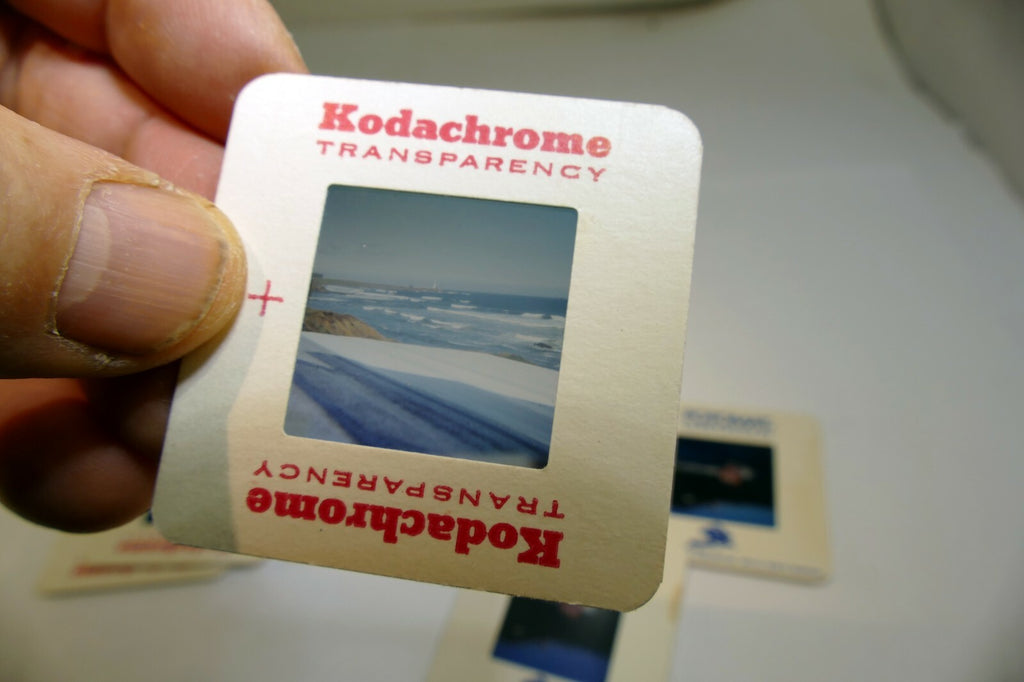 Kodachrome
TRANSPARENCY
+
TRANSPARENCY
Kodachrome